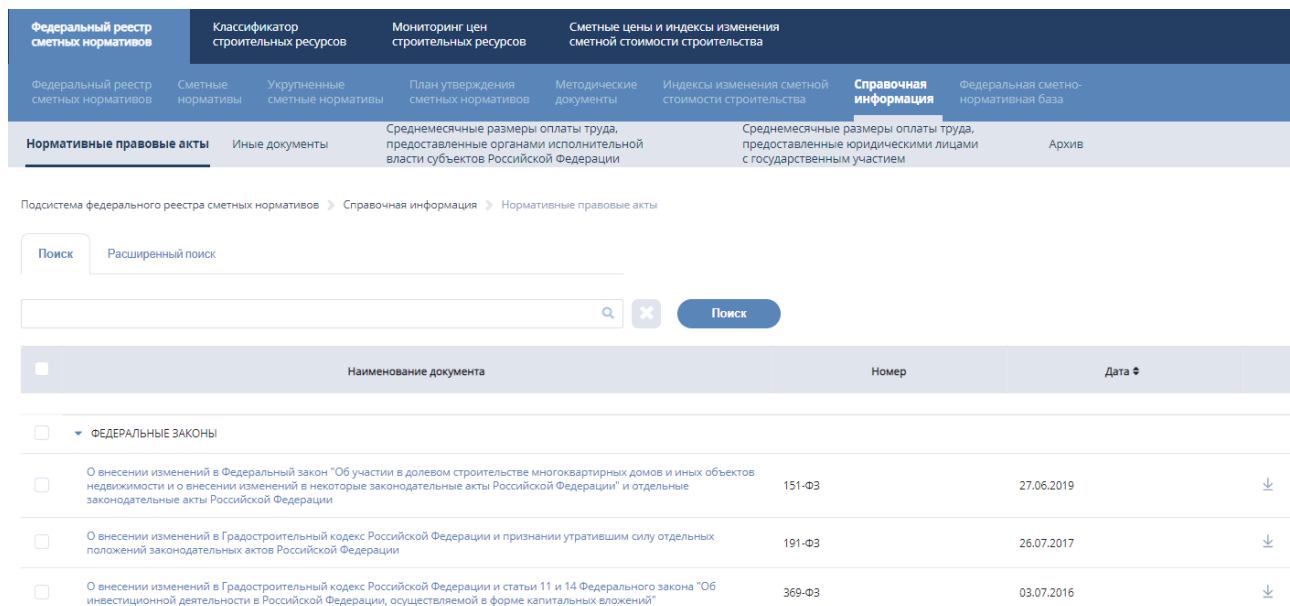 Федеральный реестр
сметных нормативов
Классификатор
строительных ресурсов
Мониторинг цен
строительных ресурсов
Сметные цены и индексы изменения
сметной стоимости строительства
Федеральный реестр
сметных нормативов
Сметные
нормативы
Укрупненные
сметные нормативы
План утверждения
сметных нормативов
Методические
документы
Индексы изменения сметной
стоимости строительства
Справочная
информация
Федеральная сметно-
нормативная база
Нормативные правовые акты
Иные документы
Среднемесячные размеры оплаты труда,
предоставленные органами исполнительной
власти субъектов Российской Федерации
Среднемесячные размеры оплаты труда,
предоставленные юридическими лицами
с государственным участием
Архив
Подсистема федерального реестра сметных нормативов > Справочная информация > Нормативные правовые акты
Поиск
Расширенный поиск
Поиск
Наименование документа
Номер
Дата
ФЕДЕРАЛЬНЫЕ ЗАКОНЫ
О внесении изменений в Федеральный закон "Об участии в долевом строительстве многоквартирных домов и иных объектов
недвижимости и о внесении изменений в некоторые законодательные акты Российской Федерации" и отдельные
законодательные акты Российской Федерации
151-ФЗ
27.06.2019
О внесении изменений в Градостроительный кодекс Российской Федерации и признании утратившим силу отдельных
положений законодательных актов Российской Федерации
191-ФЗ
26.07.2017
О внесении изменений в Градостроительный кодекс Российской Федерации и статьи 11 и 14 Федерального закона "Об
инвестиционной деятельности в Российской Федерации, осуществляемой в форме капитальных вложений"
369-ФЗ
03.07.2016